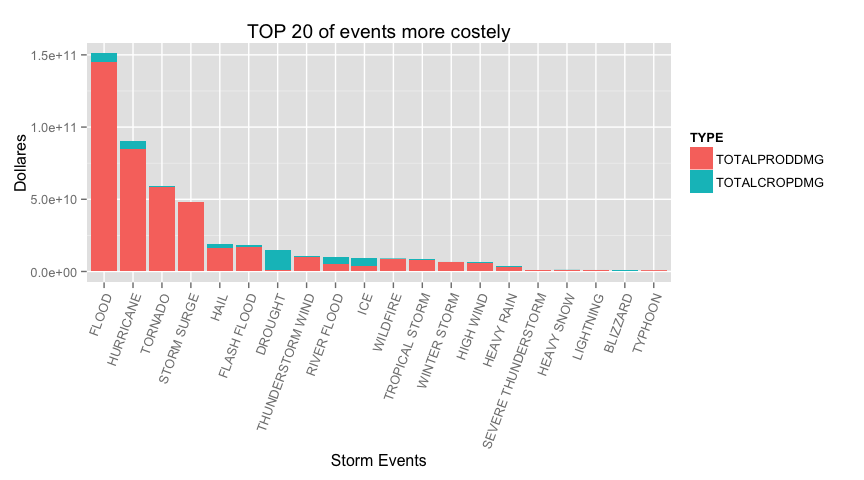 TOP 20 of events more costely
Dollares
1.5e+11
1.0e+11
5.0e+10
0.0e+00
FLOOD
HURRICANE
TORNADO
STORM SURGE
HAIL
FLASH FLOOD
DROUGHT
THUNDERSTORM WIND
RIVER FLOOD
ICE
WILDFIRE
TROPICAL STORM
WINTER STORM
HIGH WIND
HEAVY RAIN
SEVERE THUNDERSTORM
HEAVY SNOW
LIGHTNING
BLIZZARD
TYPHOON
Storm Events
TYPE
TOTALPRODDMG
TOTALCROPDMG